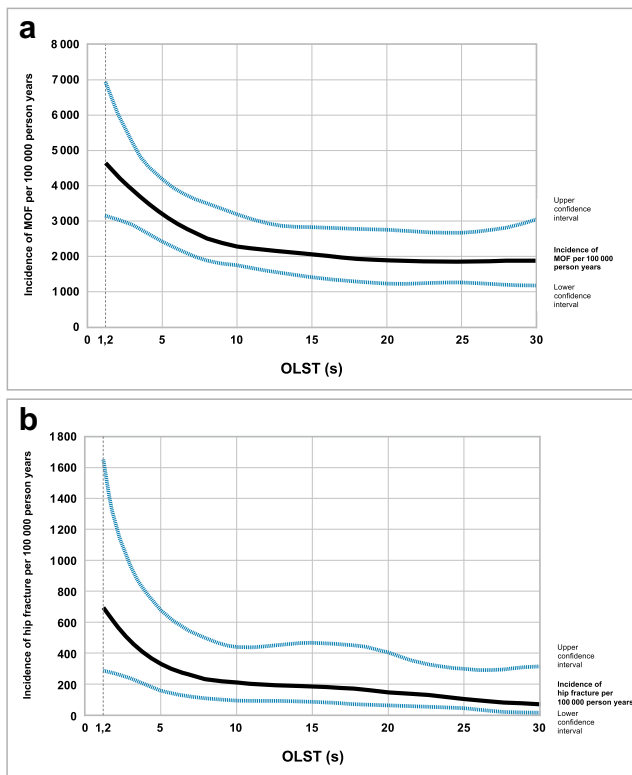 a
Incidence of MOF per 100 000 person years
8 000
7 000
6 000
5 000
4 000
3 000
2 000
1 000
0
0 1,2 5 10 15 20 25 30
OLST (s)
Upper
confidence
interval
Incidence of
MOF per 100 000
person years
Lower
confidence
interval
b
Incidence of hip fracture per 100 000 person years
1 800
1 600
1400
1200
1000
800
600
400
200
0
0 1,2 5 10 15 20 25 30
OLST (s)
Upper
confidence
interval
Incidence of
hip fracture per
100 000 person years
Lower
confidence
interval